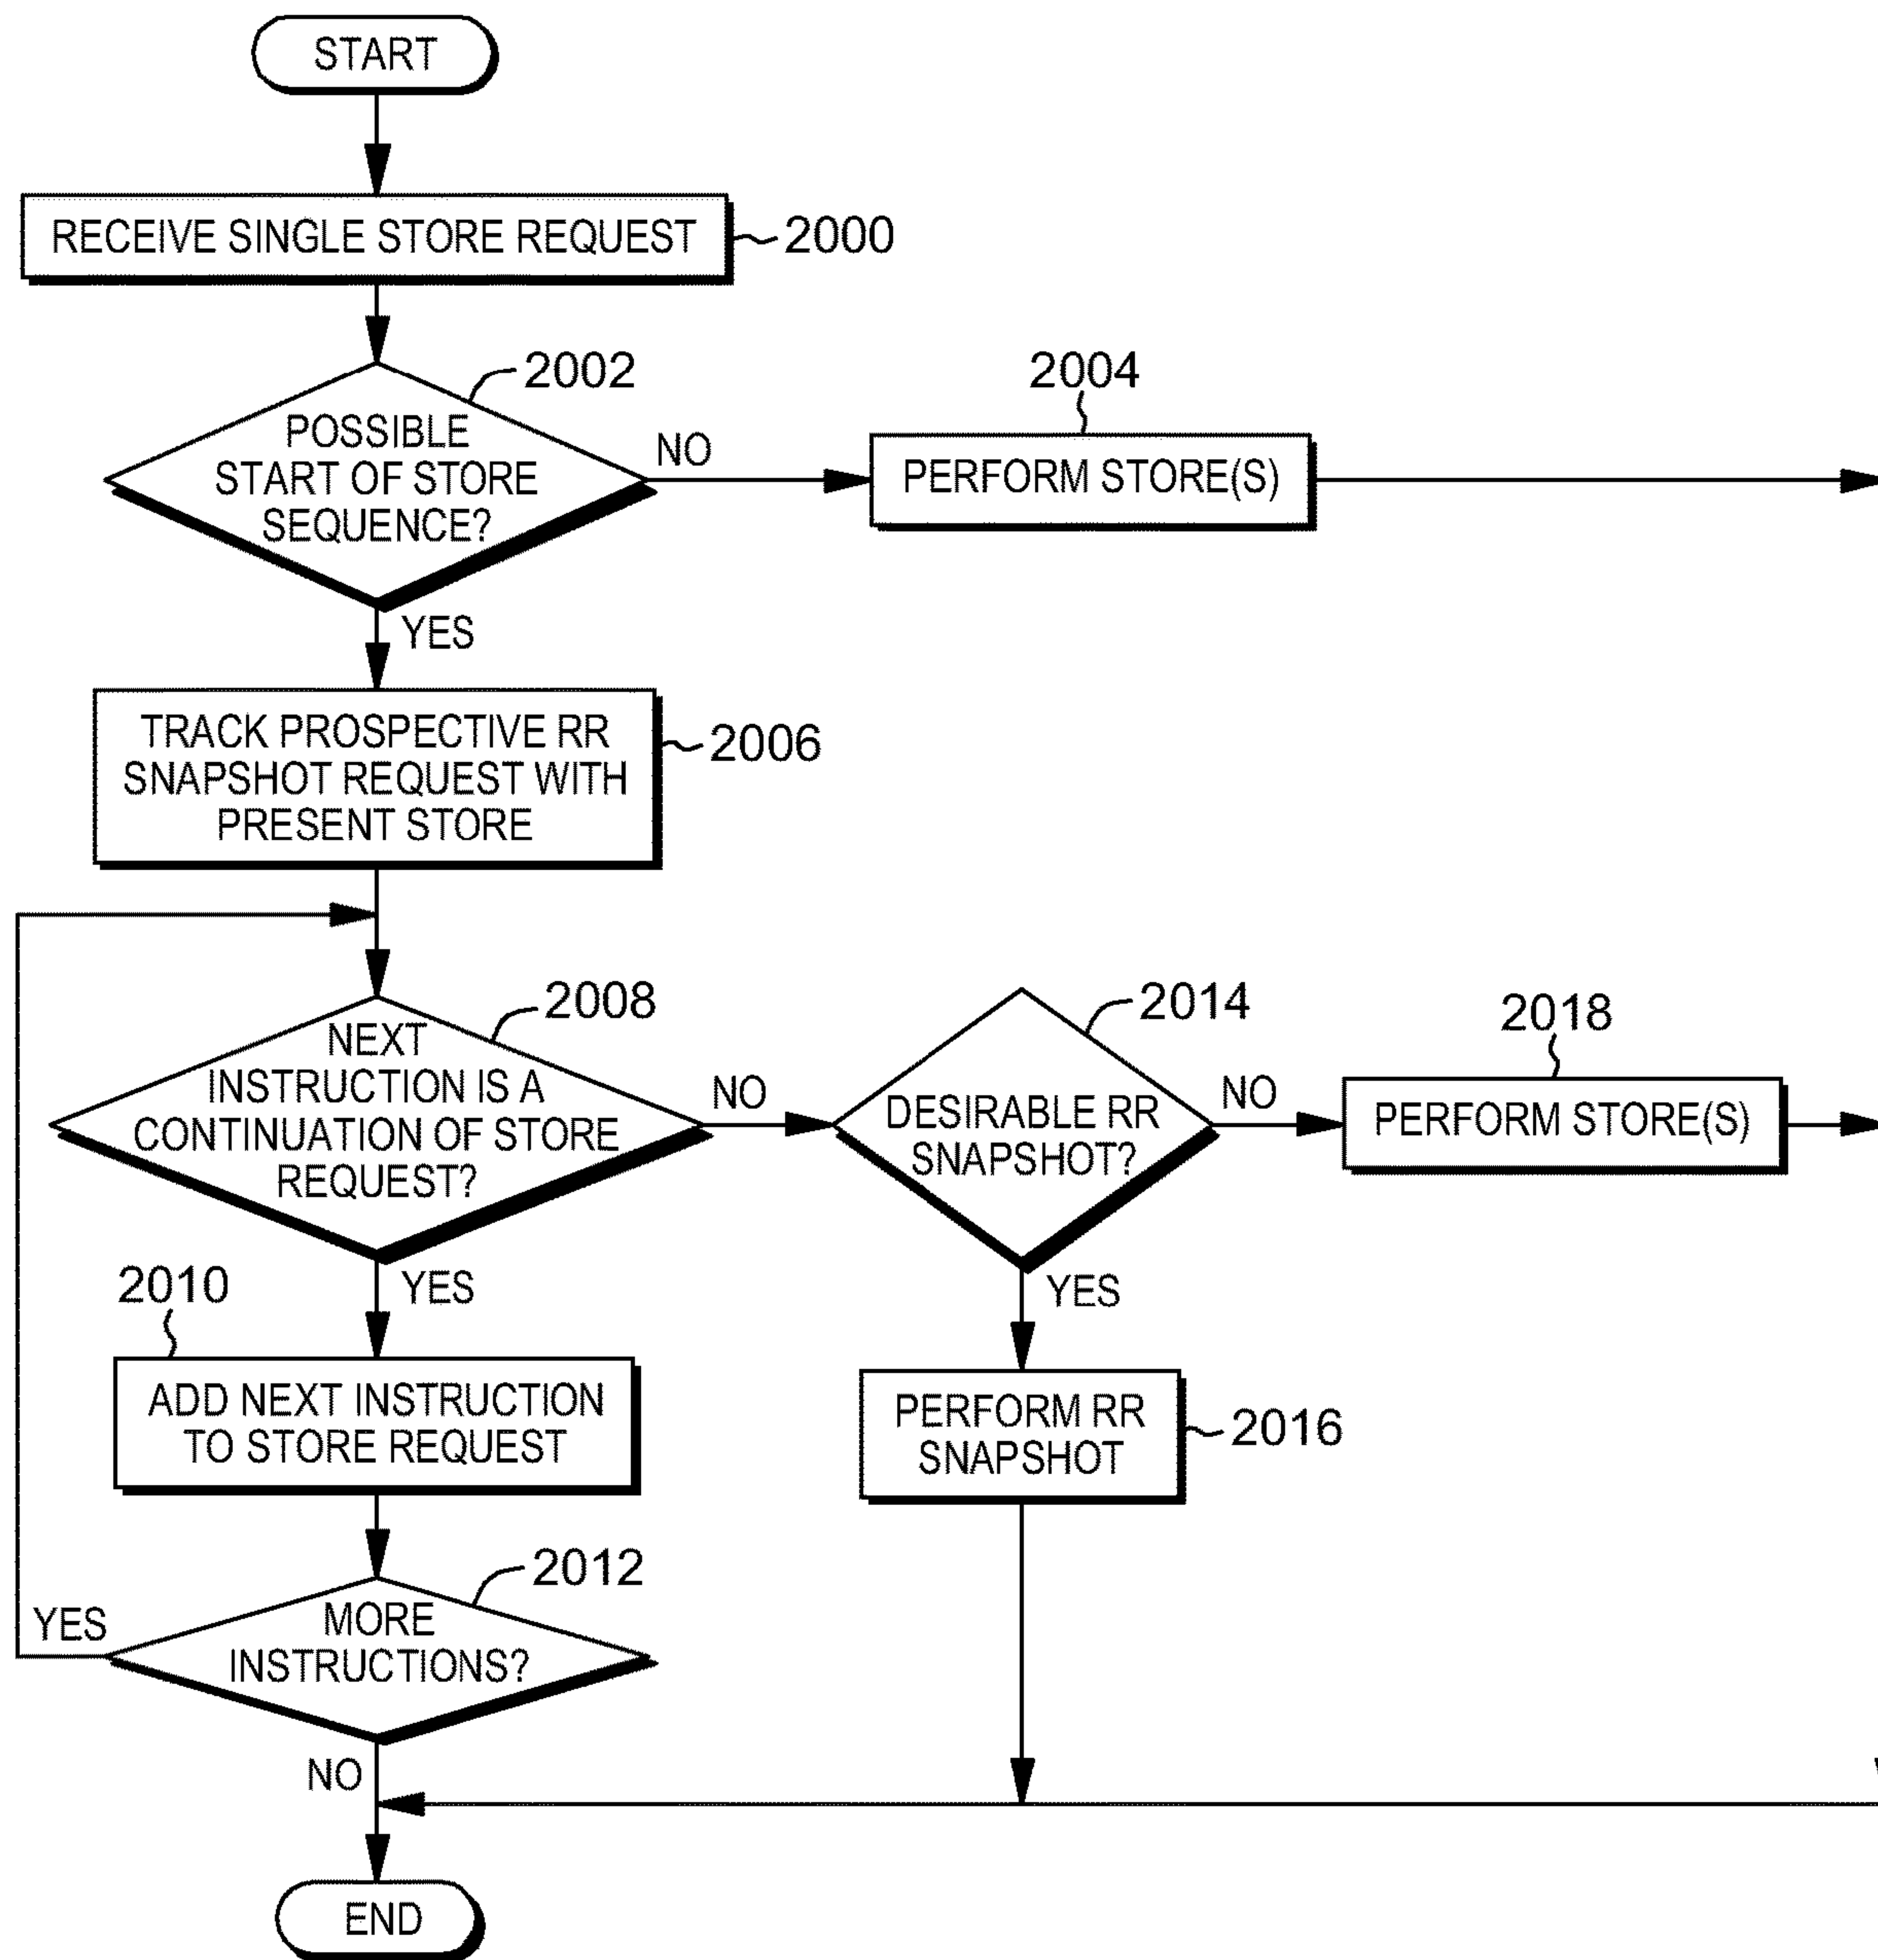 START
RECEIVE SINGLE STORE REQUEST
2000
2002
POSSIBLE
START OF STORE
SEQUENCE?
NO
2004
PERFORM STORE(S)
YES
TRACK PROSPECTIVE RR
SNAPSHOT REQUEST WITH
PRESENT STORE
2006
2008
NEXT
INSTRUCTION IS A
CONTINUATION OF STORE
REQUEST?
NO
2014
DESIRABLE RR
SNAPSHOT?
NO
2018
PERFORM STORE(S)
YES
2010
ADD NEXT INSTRUCTION
TO STORE REQUEST
YES
PERFORM RR
SNAPSHOT
2016
2012
MORE
INSTRUCTIONS?
YES
NO
END